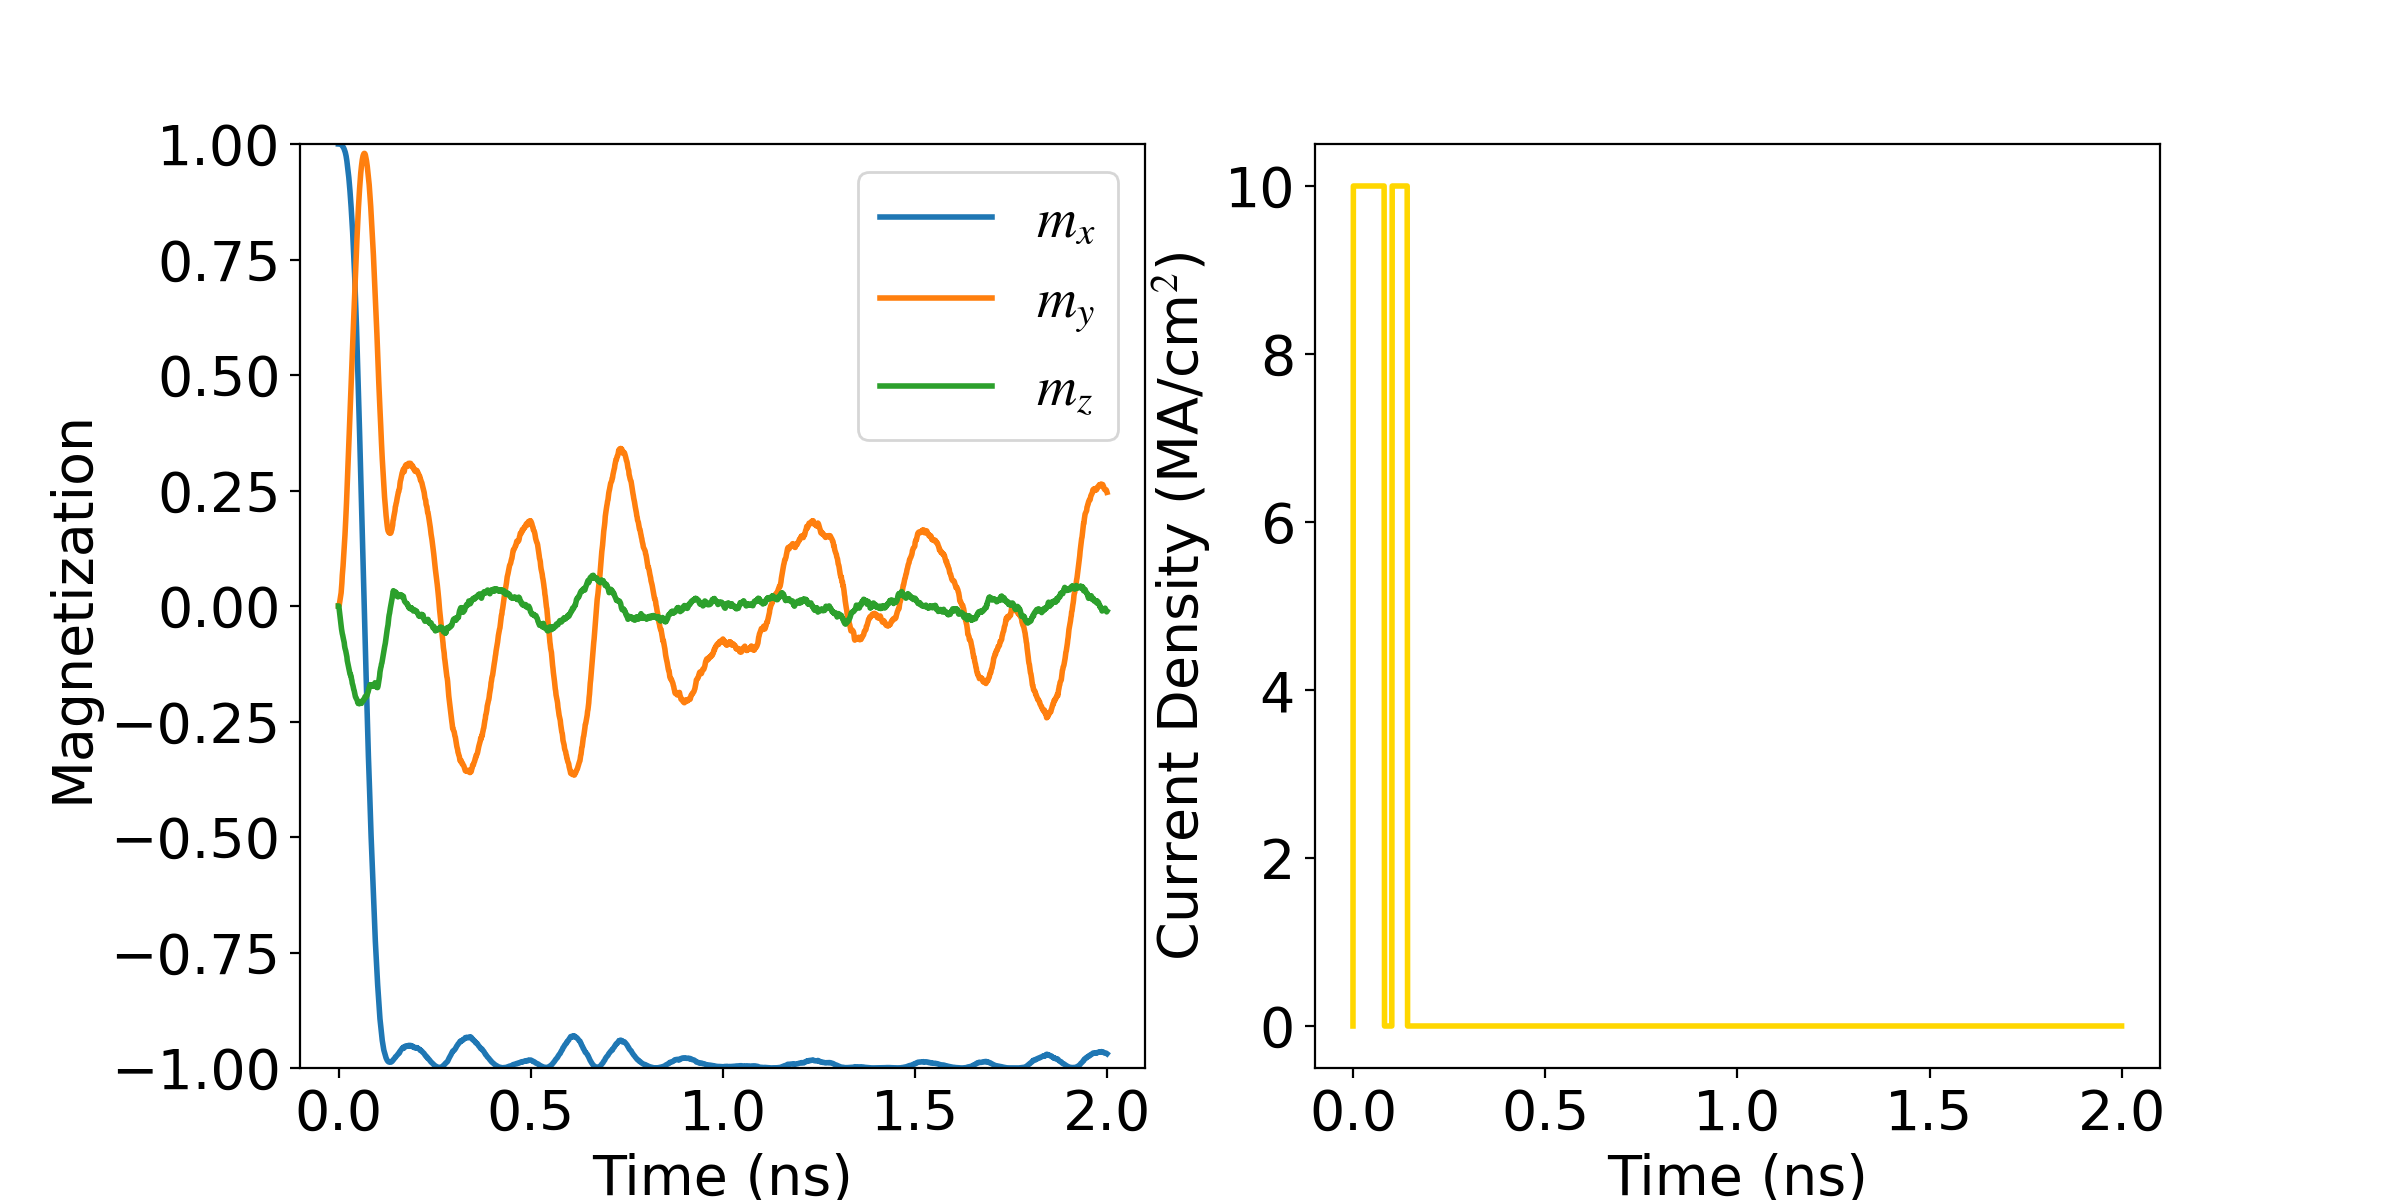 Magnetization
1.00
0.75
0.50
0.25
0.00
−0.25
−0.50
−0.75
−1.00
0.0 0.5 1.0 1.5 2.0
Time (ns)
m_x
m_y
m_z
Current Density (MA/cm²)
10
8
6
4
2
0
0.0 0.5 1.0 1.5 2.0
Time (ns)